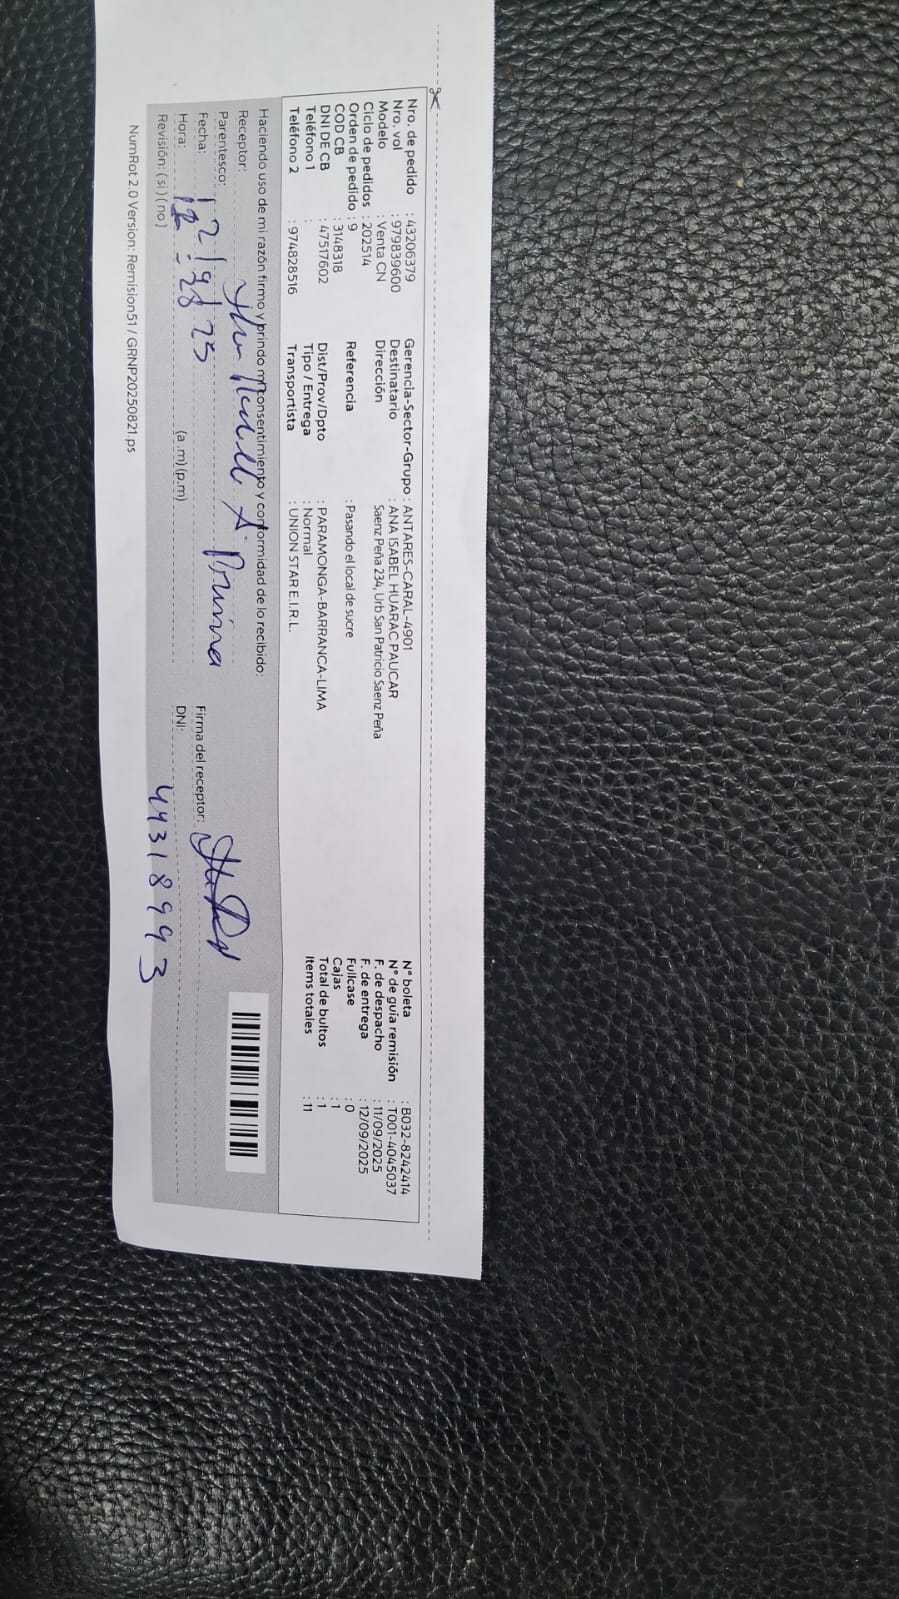 Nro. de pedido : 43206379
Nro. vol : 979839600
Modelo : Venta CN
Ciclo de pedidos : 202514
Orden de pedido : 9
COD CB : 3148318
DNI DE CB : 47517602
Teléfono 1 :
Teléfono 2 : 974828516
Gerencia-Sector-Grupo : ANTARES-CARAL-4901
Destinatario : ANA ISABEL HUARAC PAUCAR
Dirección : Saenz Peña 234, Urb San Patricio Saenz Peña
Referencia : Pasando el local de sucre
Dist/Prov/Dpto : PARAMONGA-BARRANCA-LIMA
Tipo / Entrega : Normal
Transportista : UNION STAR E.I.R.L.
N° boleta : B032-8242414
N° de guia remisión : T001-4045037
F. de despacho : 11/09/2025
F. de entrega : 12/09/2025
Fullcase : 0
Cajas : 1
Total de bultos : 1
Items totales : 11
Haciendo uso de mi razón firmo y brindo mi consentimiento y conformidad de lo recibido:
Receptor:
Parentesco: Prima
Fecha: 12/9/25
Hora: (a.m)(p.m)
Revisión: (si)(no)
Firma del receptor:
DNI: 44318993
NumRot 2.0 Version: Remision51 / GRNP20250821.ps